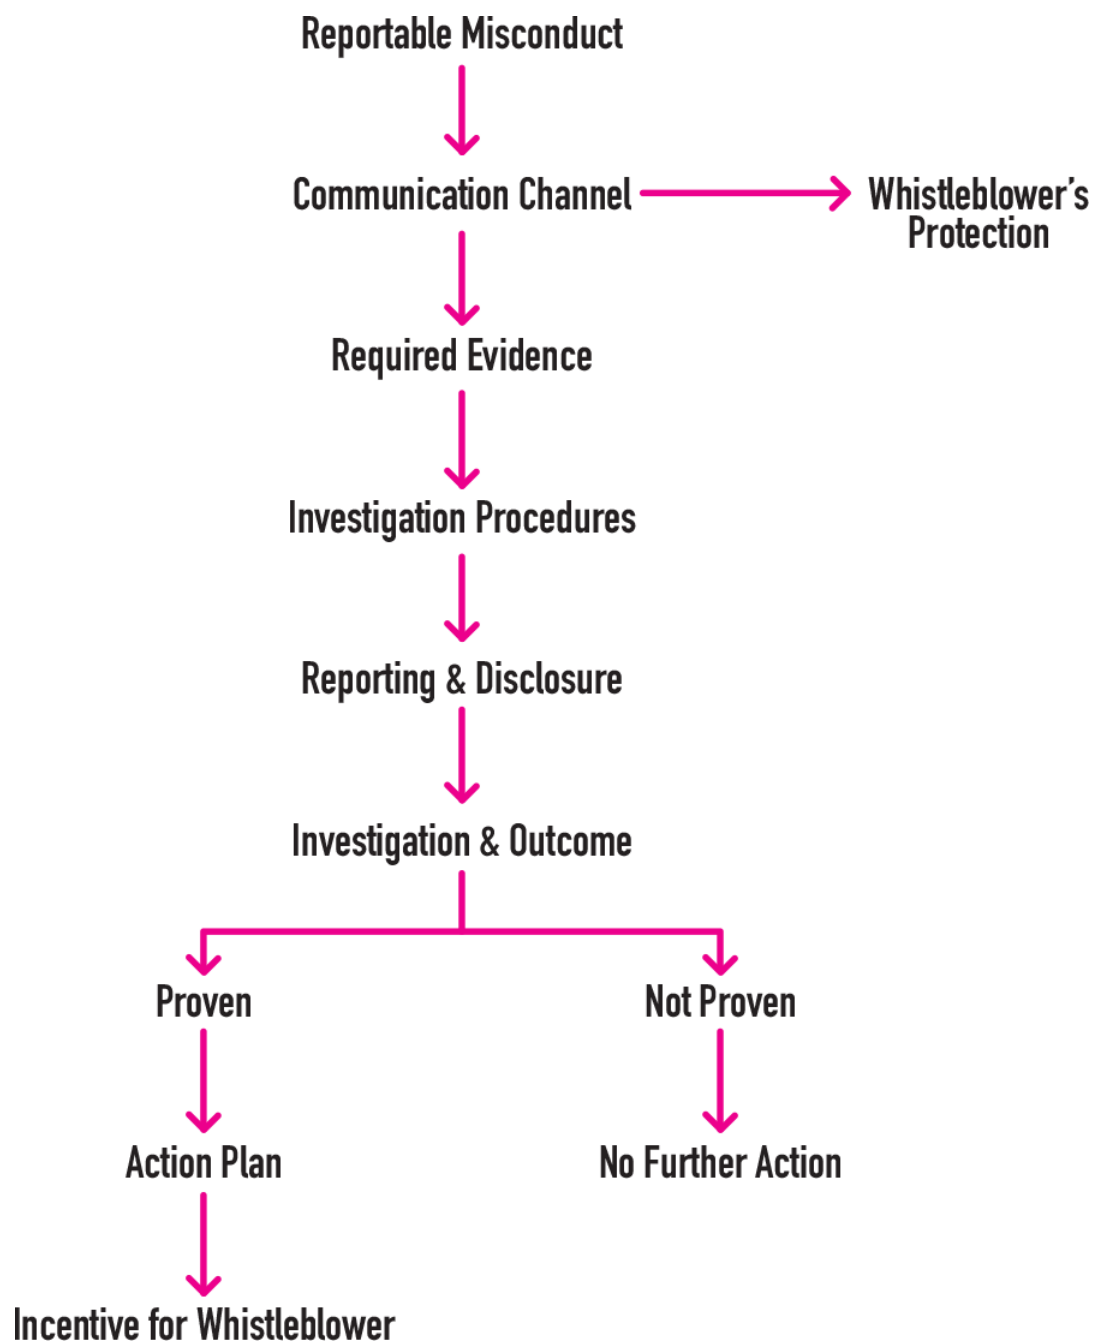 Reportable Misconduct
Communication Channel
Whistleblower’s
Protection
Required Evidence
Investigation Procedures
Reporting & Disclosure
Investigation & Outcome
Proven
Not Proven
Action Plan
No Further Action
Incentive for Whistleblower